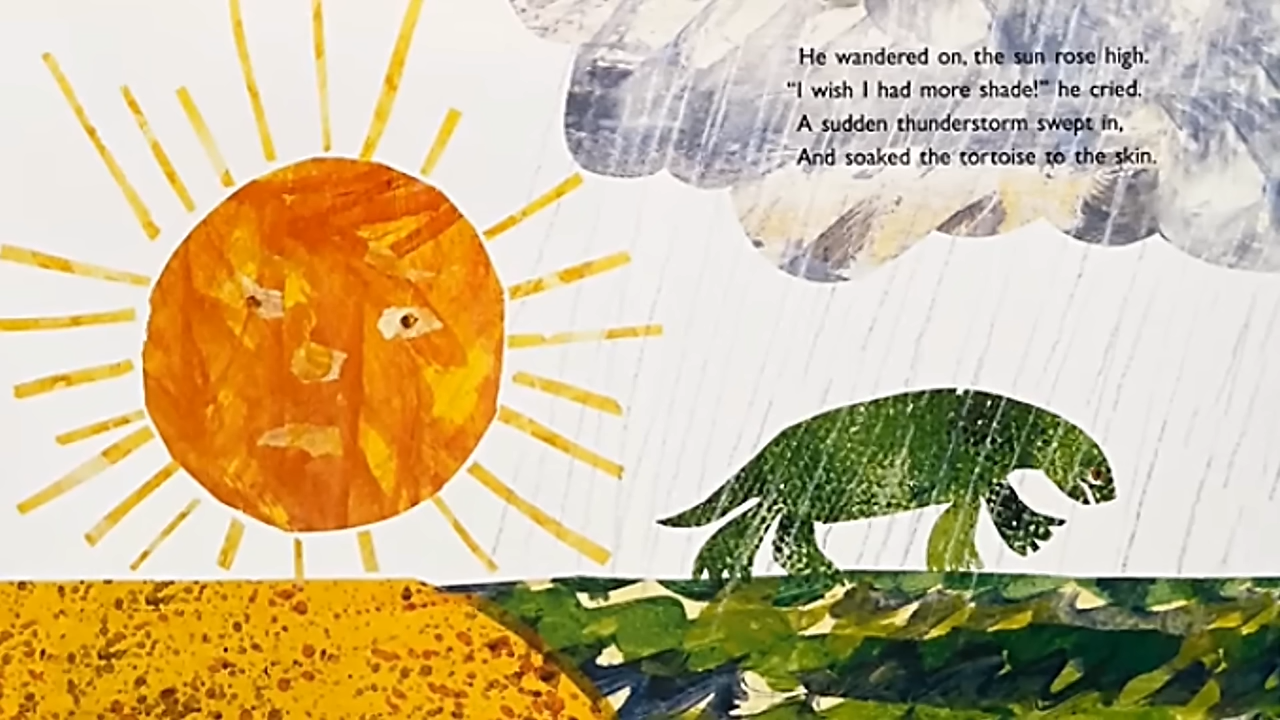 He wandered on, the sun rose high.
“I wish I had more shade!” he cried.
A sudden thunderstorm swept in,
And soaked the tortoise to the skin.